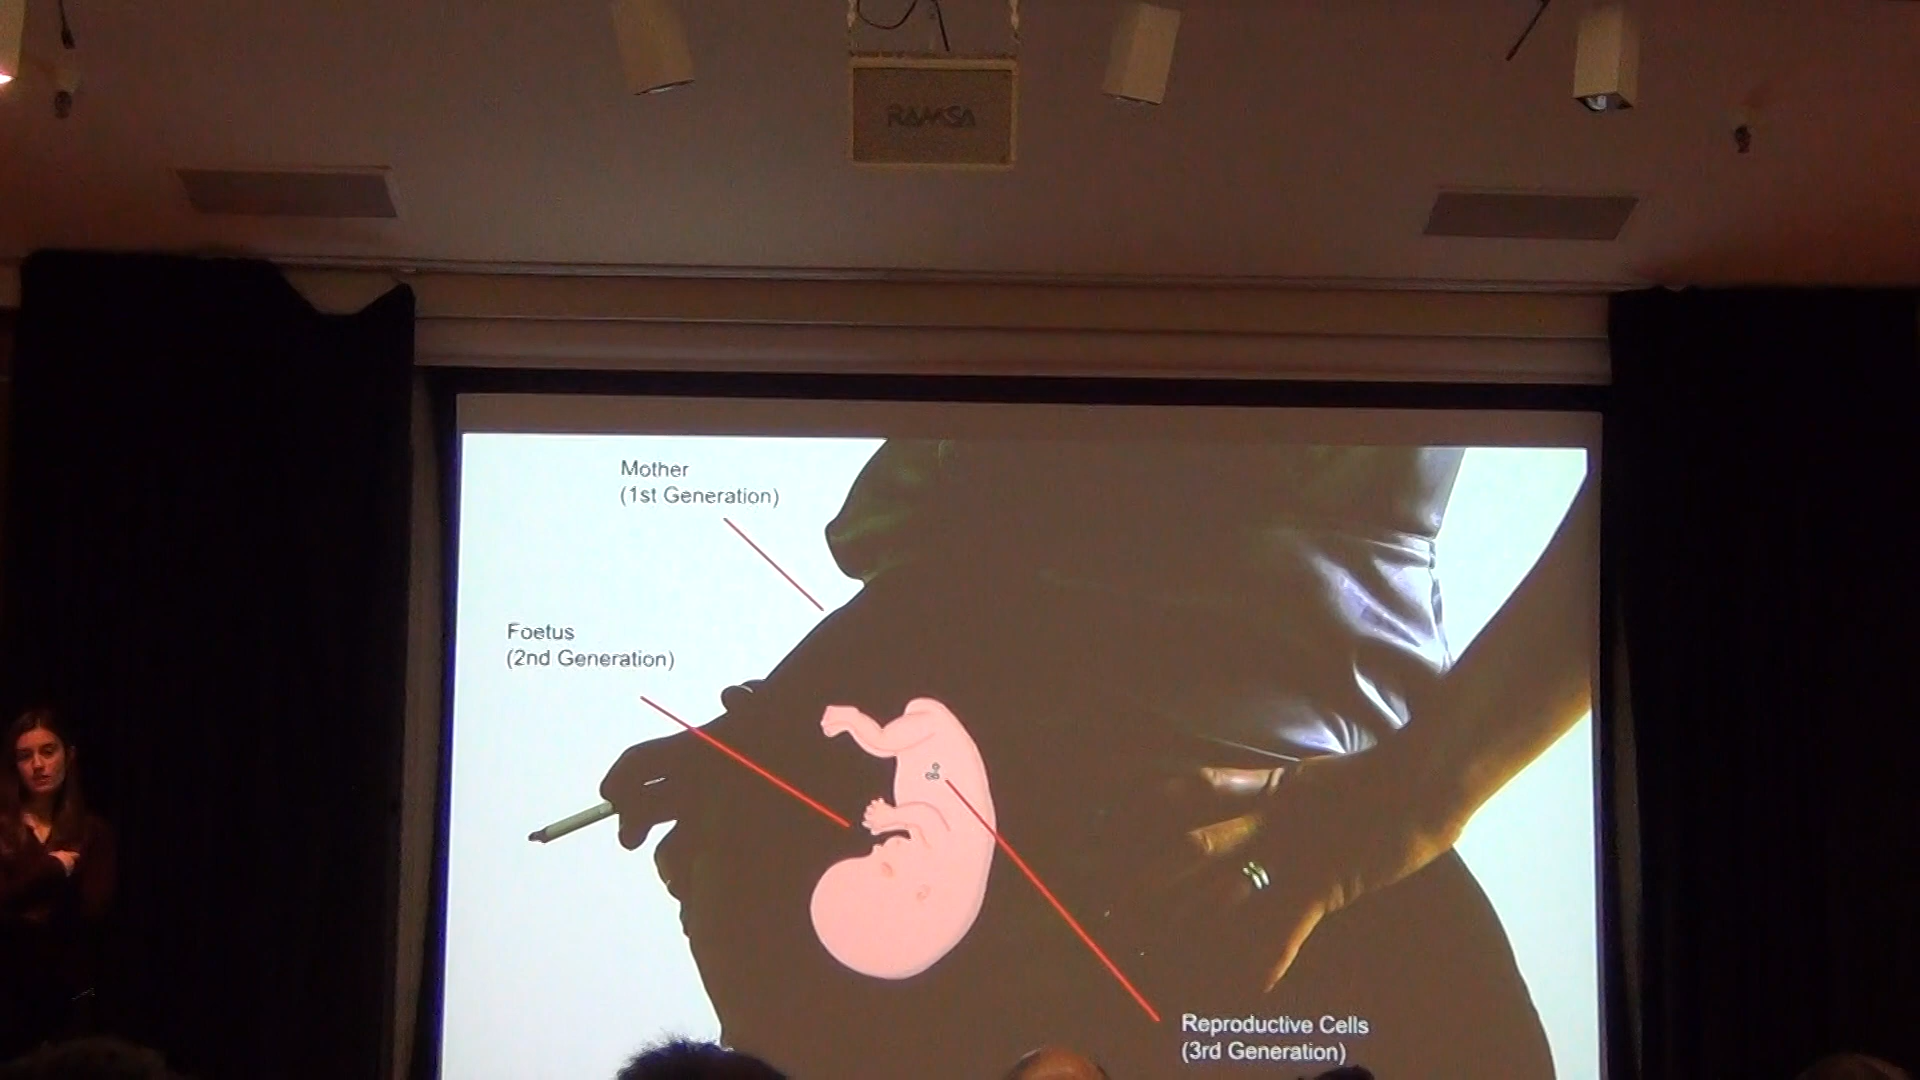 RAMSA
Mother
(1st Generation)
Foetus
(2nd Generation)
Reproductive Cells
(3rd Generation)